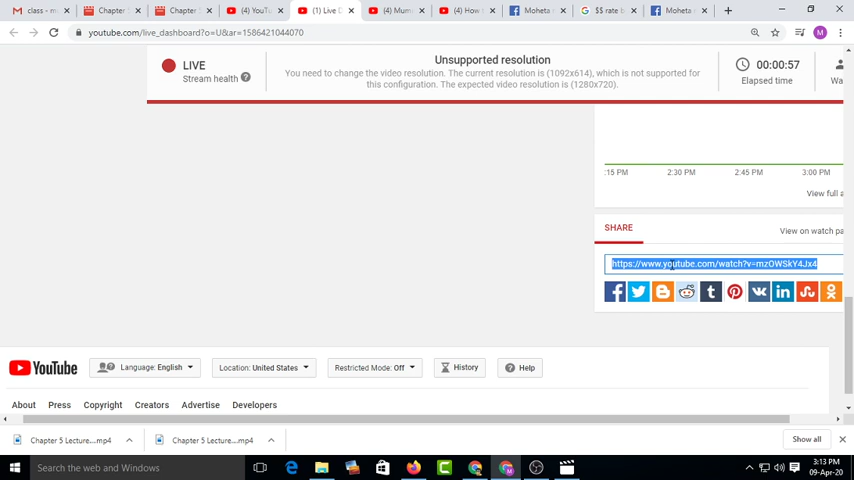 class - m
Chapter 5
Chapter 5
(4) YouTu
(1) Live D
(4) Mum
(4) How t
Moheta
$$ rate b
Moheta
youtube.com/live_dashboard?o=U&ar=1586421044070
M
LIVE
Stream health ?
Unsupported resolution
You need to change the video resolution. The current resolution is (1092x614), which is not supported for
this configuration. The expected video resolution is (1280x720).
00:00:57
Elapsed time
Wa
:15 PM 2:30 PM 2:45 PM 3:00 PM
View full a
SHARE
View on watch pa
https://www.youtube.com/watch?v=mzOWSkY4Jx4
YouTube
Language: English
Location: United States
Restricted Mode: Off
History
Help
About Press Copyright Creators Advertise Developers
Chapter 5 Lecture....mp4
Chapter 5 Lecture....mp4
Show all
Search the web and Windows
3:13 PM
09-Apr-20